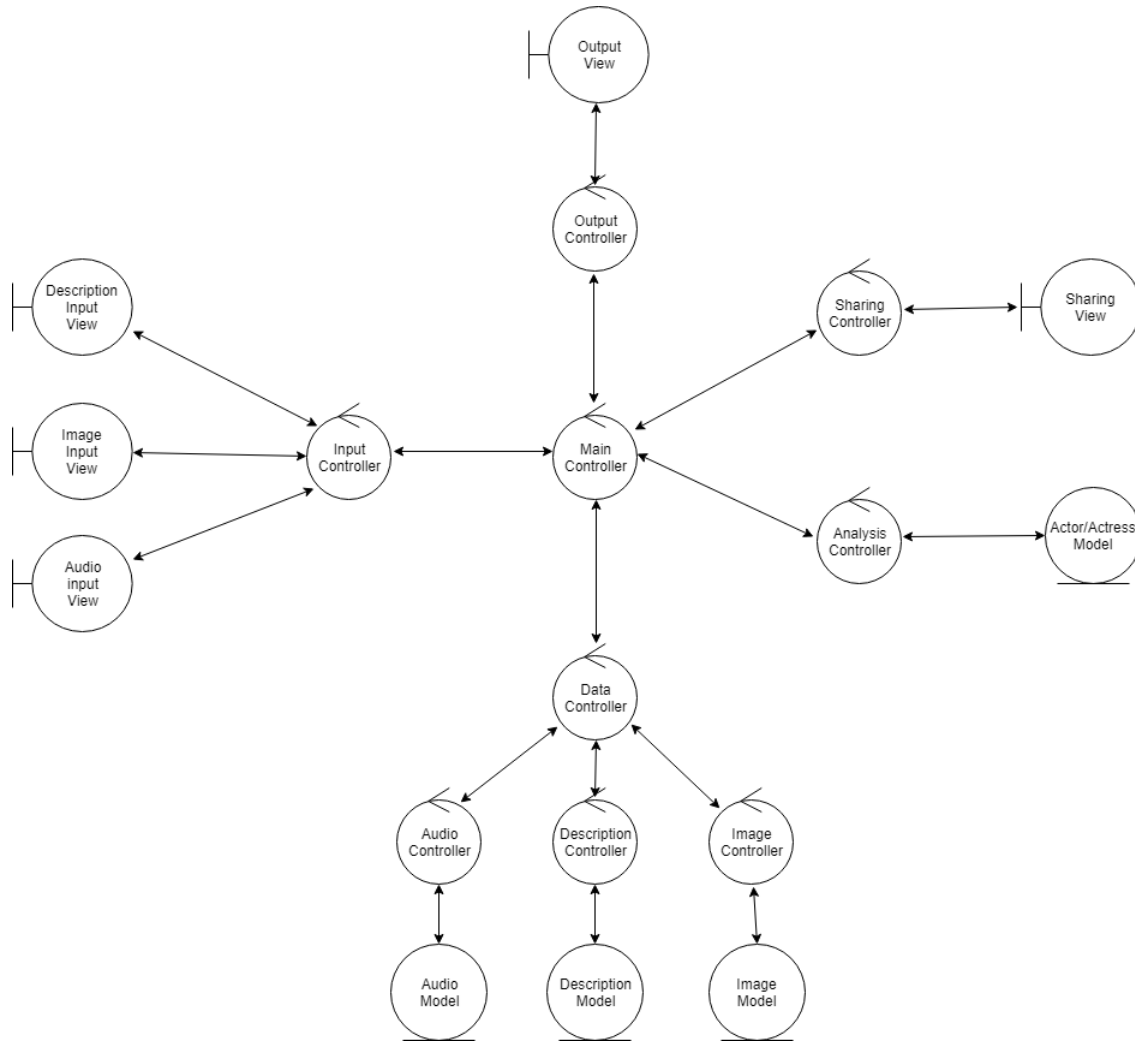 Output
View
Output
Controller
Description
Input
View
Sharing
Controller
Sharing
View
Image
Input
View
Input
Controller
Main
Controller
Analysis
Controller
Actor/Actress
Model
Audio
input
View
Data
Controller
Audio
Controller
Description
Controller
Image
Controller
Audio
Model
Description
Model
Image
Model